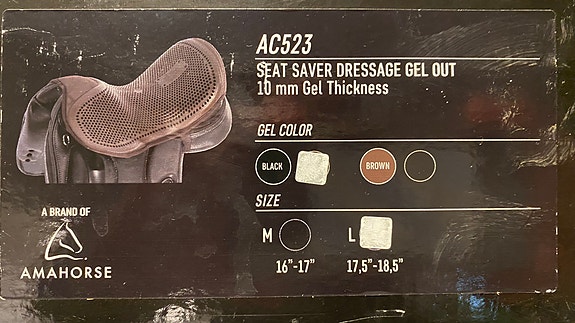 AC523
SEAT SAVER DRESSAGE GEL OUT
10 mm Gel Thickness
GEL COLOR
BLACK
BROWN
SIZE
M L
16”-17” 17,5”-18,5”
A BRAND OF
AMAHORSE